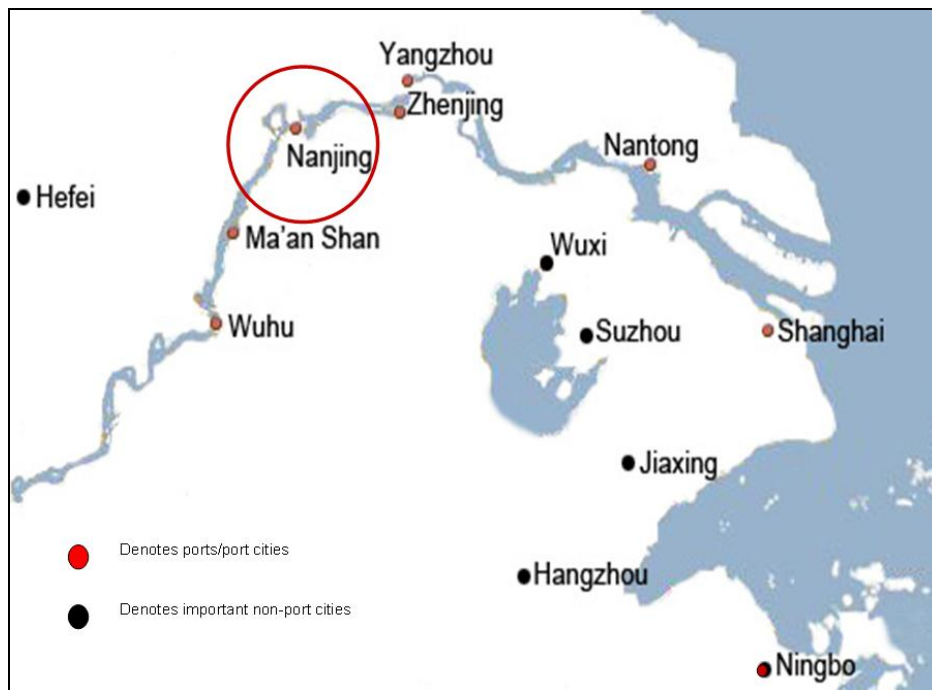 Yangzhou
Zhenjing
Nanjing
Nantong
Hefei
Ma'an Shan
Wuxi
Wuhu
Suzhou
Shanghai
Jiaxing
Denotes ports/port cities
Hangzhou
Denotes important non-port cities
Ningbo